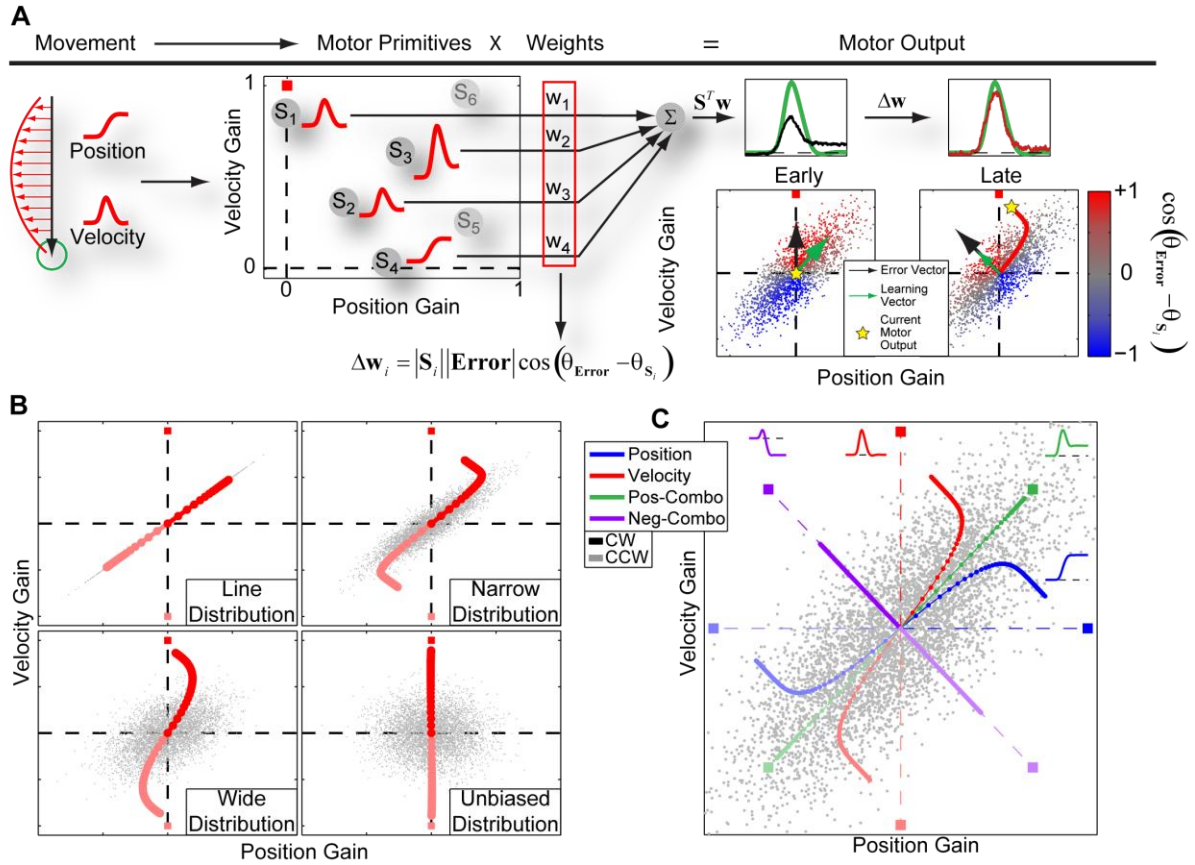 A
Movement Motor Primitives X Weights = Motor Output
Position
Velocity
Velocity Gain
1
0
S1
S2
S3
S4
S5
S6
0
1
Position Gain
w1
w2
w3
w4
Σ
S^T w
Δw
Early
Late
Velocity Gain
Error Vector
Learning
Vector
Current
Motor
Output
Position Gain
+1
0
−1
cos(θError −θSi)
Δwi = |Si||Error|cos(θError −θSi)
B
Line
Distribution
Narrow
Distribution
Wide
Distribution
Unbiased
Distribution
Velocity Gain
Position Gain
Position
Velocity
Pos-Combo
Neg-Combo
CW
CCW
C
Velocity Gain
Position Gain